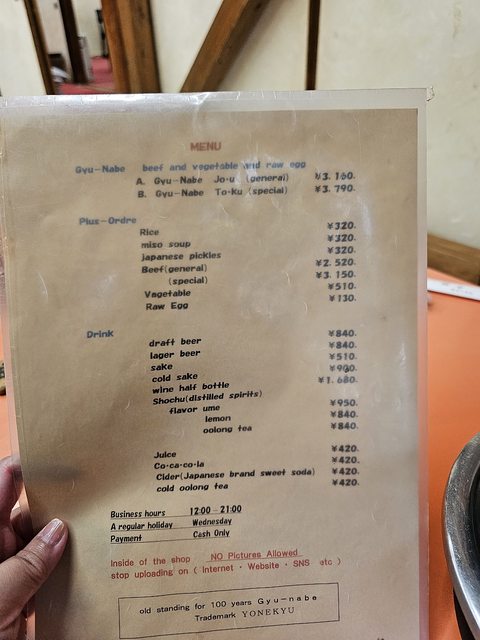 MENU
Gyu-Nabe beef and vegetable and raw egg
A. Gyu-Nabe Jo-u (general) ¥3.160.
B. Gyu-Nabe To-Ku (special) ¥3.790.
Plus-Ordre
Rice ¥320.
miso soup ¥320.
japanese pickles ¥320.
Beef(general) ¥2.520.
(special) ¥3.150.
Vegetable ¥510.
Raw Egg ¥130.
Drink
draft beer ¥840.
lager beer ¥840.
sake ¥510.
cold sake ¥900.
wine half bottle ¥1.680.
Shochu(distilled spirits)
flavor ume ¥950.
lemon ¥840.
oolong tea ¥840.
Juice ¥420.
Co-ca-co-la ¥420.
Cider(Japanese brand sweet soda) ¥420.
cold oolong tea ¥420.
Business hours 12:00 - 21:00
A regular holiday Wednesday
Payment Cash Only
Inside of the shop NO Pictures Allowed
stop uploading on ( Internet · Website · SNS etc )
old standing for 100 years Gyu-nabe
Trademark YONEKYU